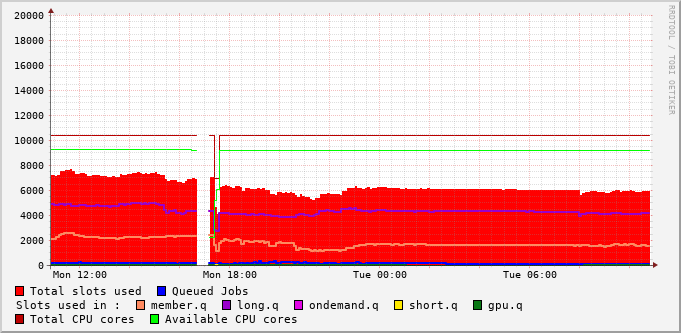 RRDTOOL / TOBI OETIKER
20000
18000
16000
14000
12000
10000
8000
6000
4000
2000
0
Mon 12:00 Mon 18:00 Tue 00:00 Tue 06:00
Total slots used Queued Jobs
Slots used in : member.q long.q ondemand.q short.q gpu.q
Total CPU cores Available CPU cores